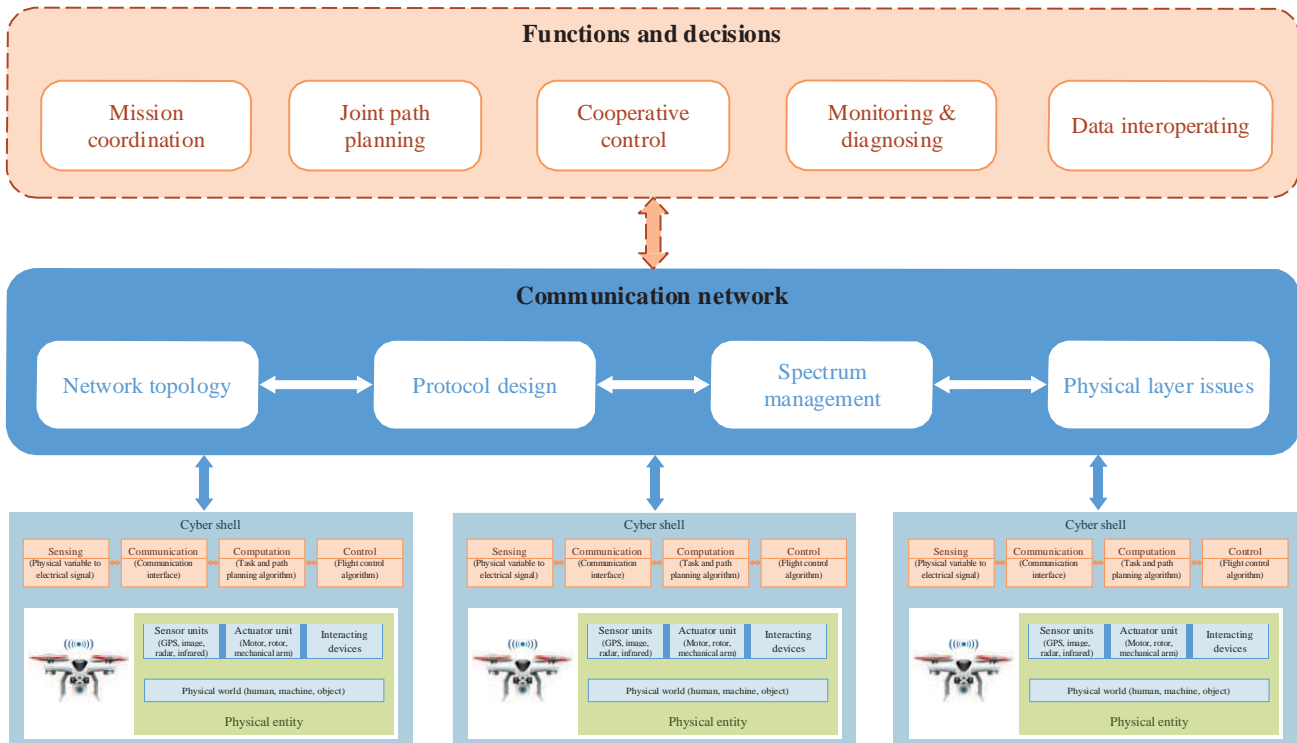 Functions and decisions
Mission
coordination
Joint path
planning
Cooperative
control
Monitoring &
diagnosing
Data interoperating
Communication network
Network topology
Protocol design
Spectrum
management
Physical layer issues
Cyber shell
Sensing
(Physical variable to
electrical signal)
Communication
(Communication
interface)
Computation
(Task and path
planning algorithm)
Control
(Flight control
algorithm)
Sensor units
(GPS, image,
radar, infrared)
Actuator unit
(Motor, rotor,
mechanical arm)
Interacting
devices
Physical world (human, machine, object)
Physical entity
Cyber shell
Sensing
(Physical variable to
electrical signal)
Communication
(Communication
interface)
Computation
(Task and path
planning algorithm)
Control
(Flight control
algorithm)
Sensor units
(GPS, image,
radar, infrared)
Actuator unit
(Motor, rotor,
mechanical arm)
Interacting
devices
Physical world (human, machine, object)
Physical entity
Cyber shell
Sensing
(Physical variable to
electrical signal)
Communication
(Communication
interface)
Computation
(Task and path
planning algorithm)
Control
(Flight control
algorithm)
Sensor units
(GPS, image,
radar, infrared)
Actuator unit
(Motor, rotor,
mechanical arm)
Interacting
devices
Physical world (human, machine, object)
Physical entity